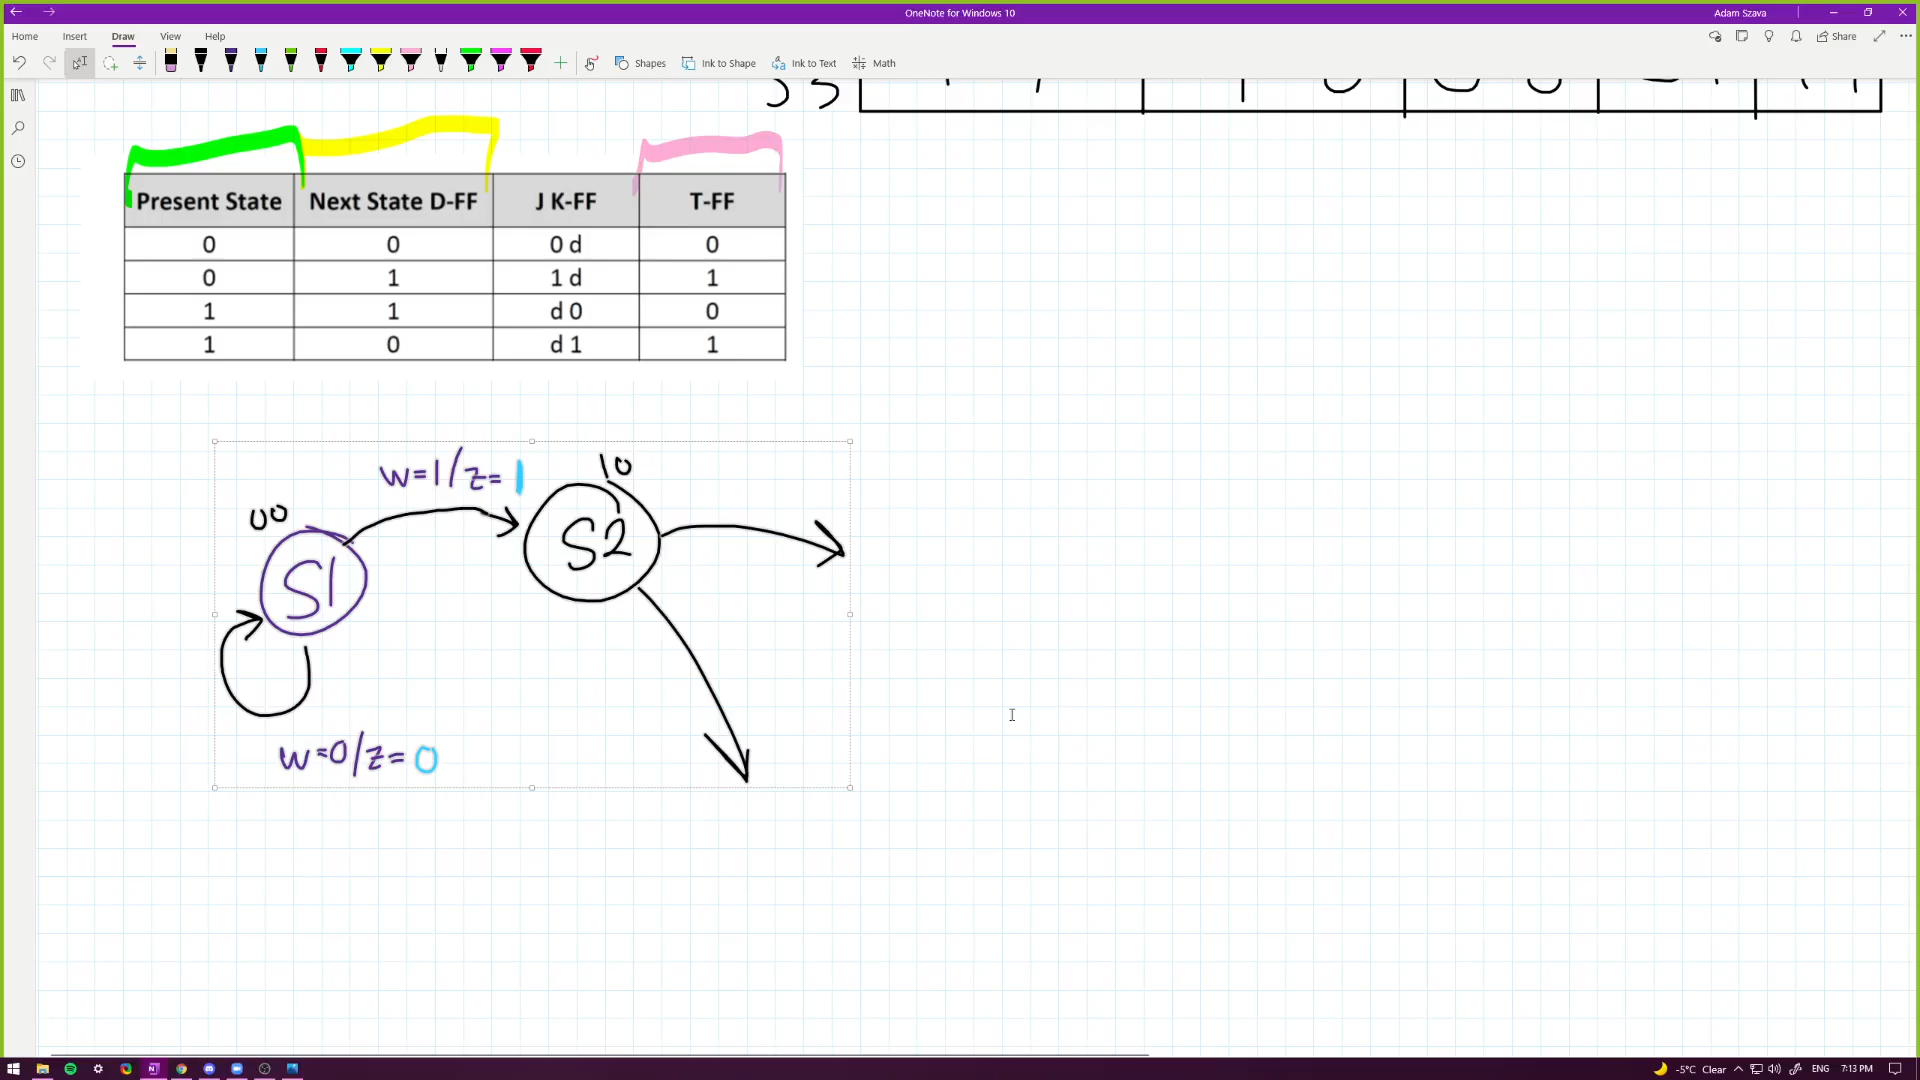 OneNote for Windows 10
Adam Szava
Home Insert Draw View Help
Share
Shapes Ink to Shape Ink to Text Math
Present State Next State D-FF J K-FF T-FF
0 0 0 d 0
0 1 1 d 1
1 1 d 0 0
1 0 d 1 1
w=1/z=1
10
00
S1
S2
w=0/z=0
-5°C Clear
ENG
7:13 PM